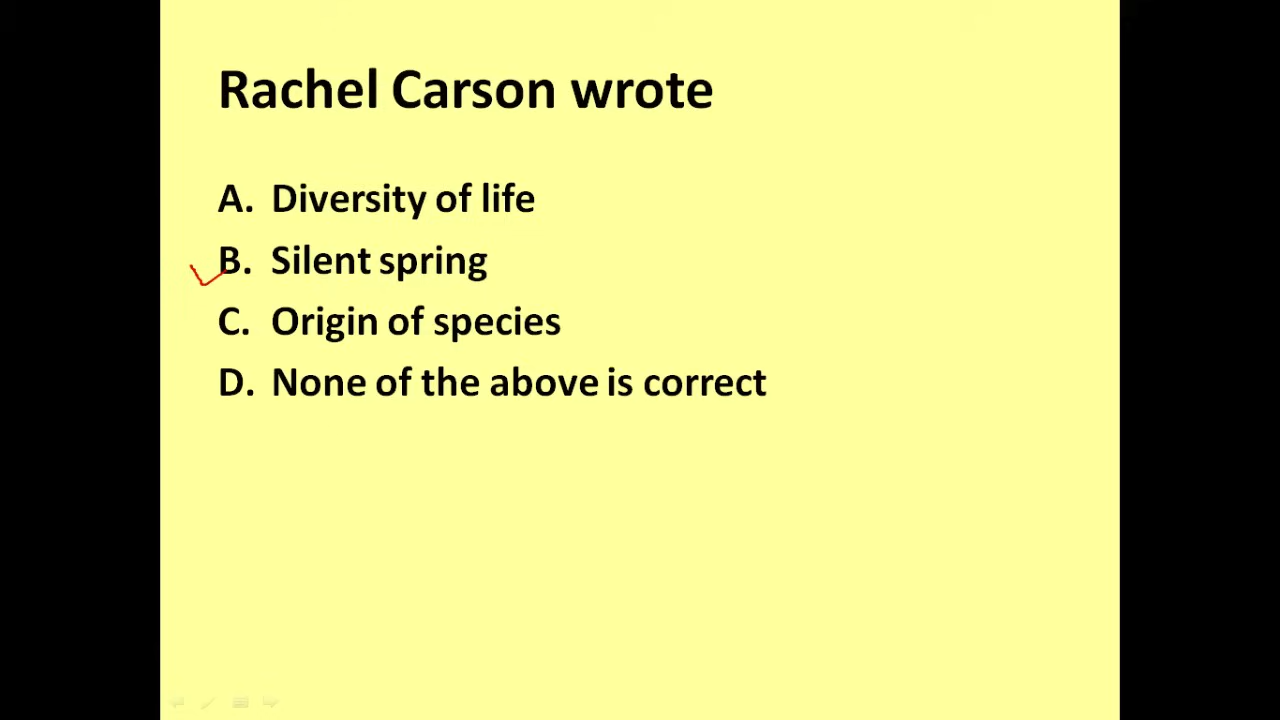 Rachel Carson wrote
A. Diversity of life
B. Silent spring
C. Origin of species
D. None of the above is correct